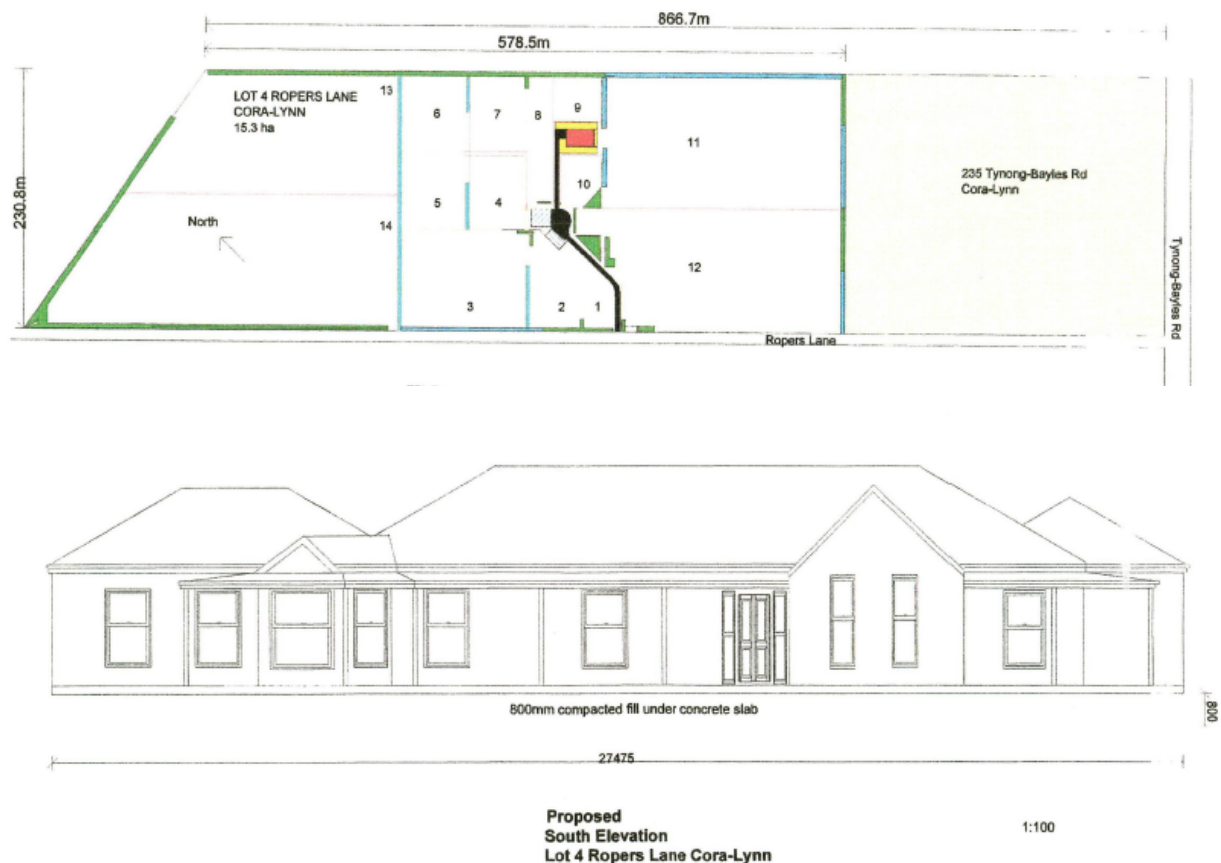 866.7m
578.5m
LOT 4 ROPERS LANE
CORA-LYNN
15.3 ha
13
6
7
8
9
11
230.8m
235 Tynong-Bayles Rd
Cora-Lynn
10
5
4
North
14
12
3
2
1
Ropers Lane
Tynong-Bayles Rd
800mm compacted fill under concrete slab
800
27475
Proposed
South Elevation
Lot 4 Ropers Lane Cora-Lynn
1:100